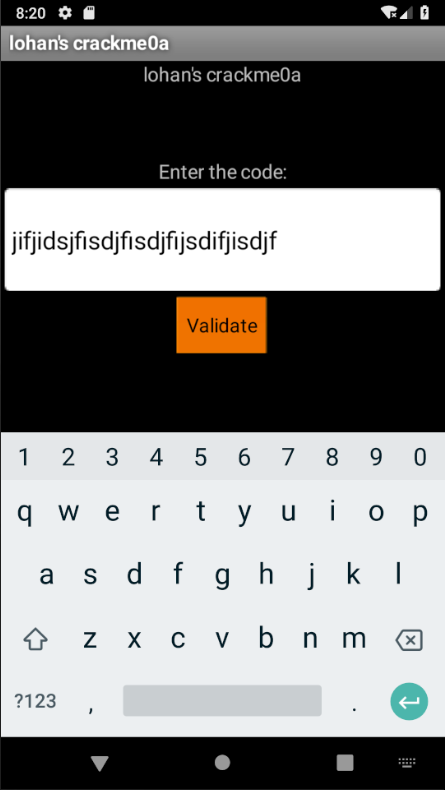 8:20
lohan's crackme0a
lohan's crackme0a
Enter the code:
jifjidsjfisdjfisdjfijsdifjisdjf
Validate
1 2 3 4 5 6 7 8 9 0
q w e r t y u i o p
a s d f g h j k l
z x c v b n m
?123 , .